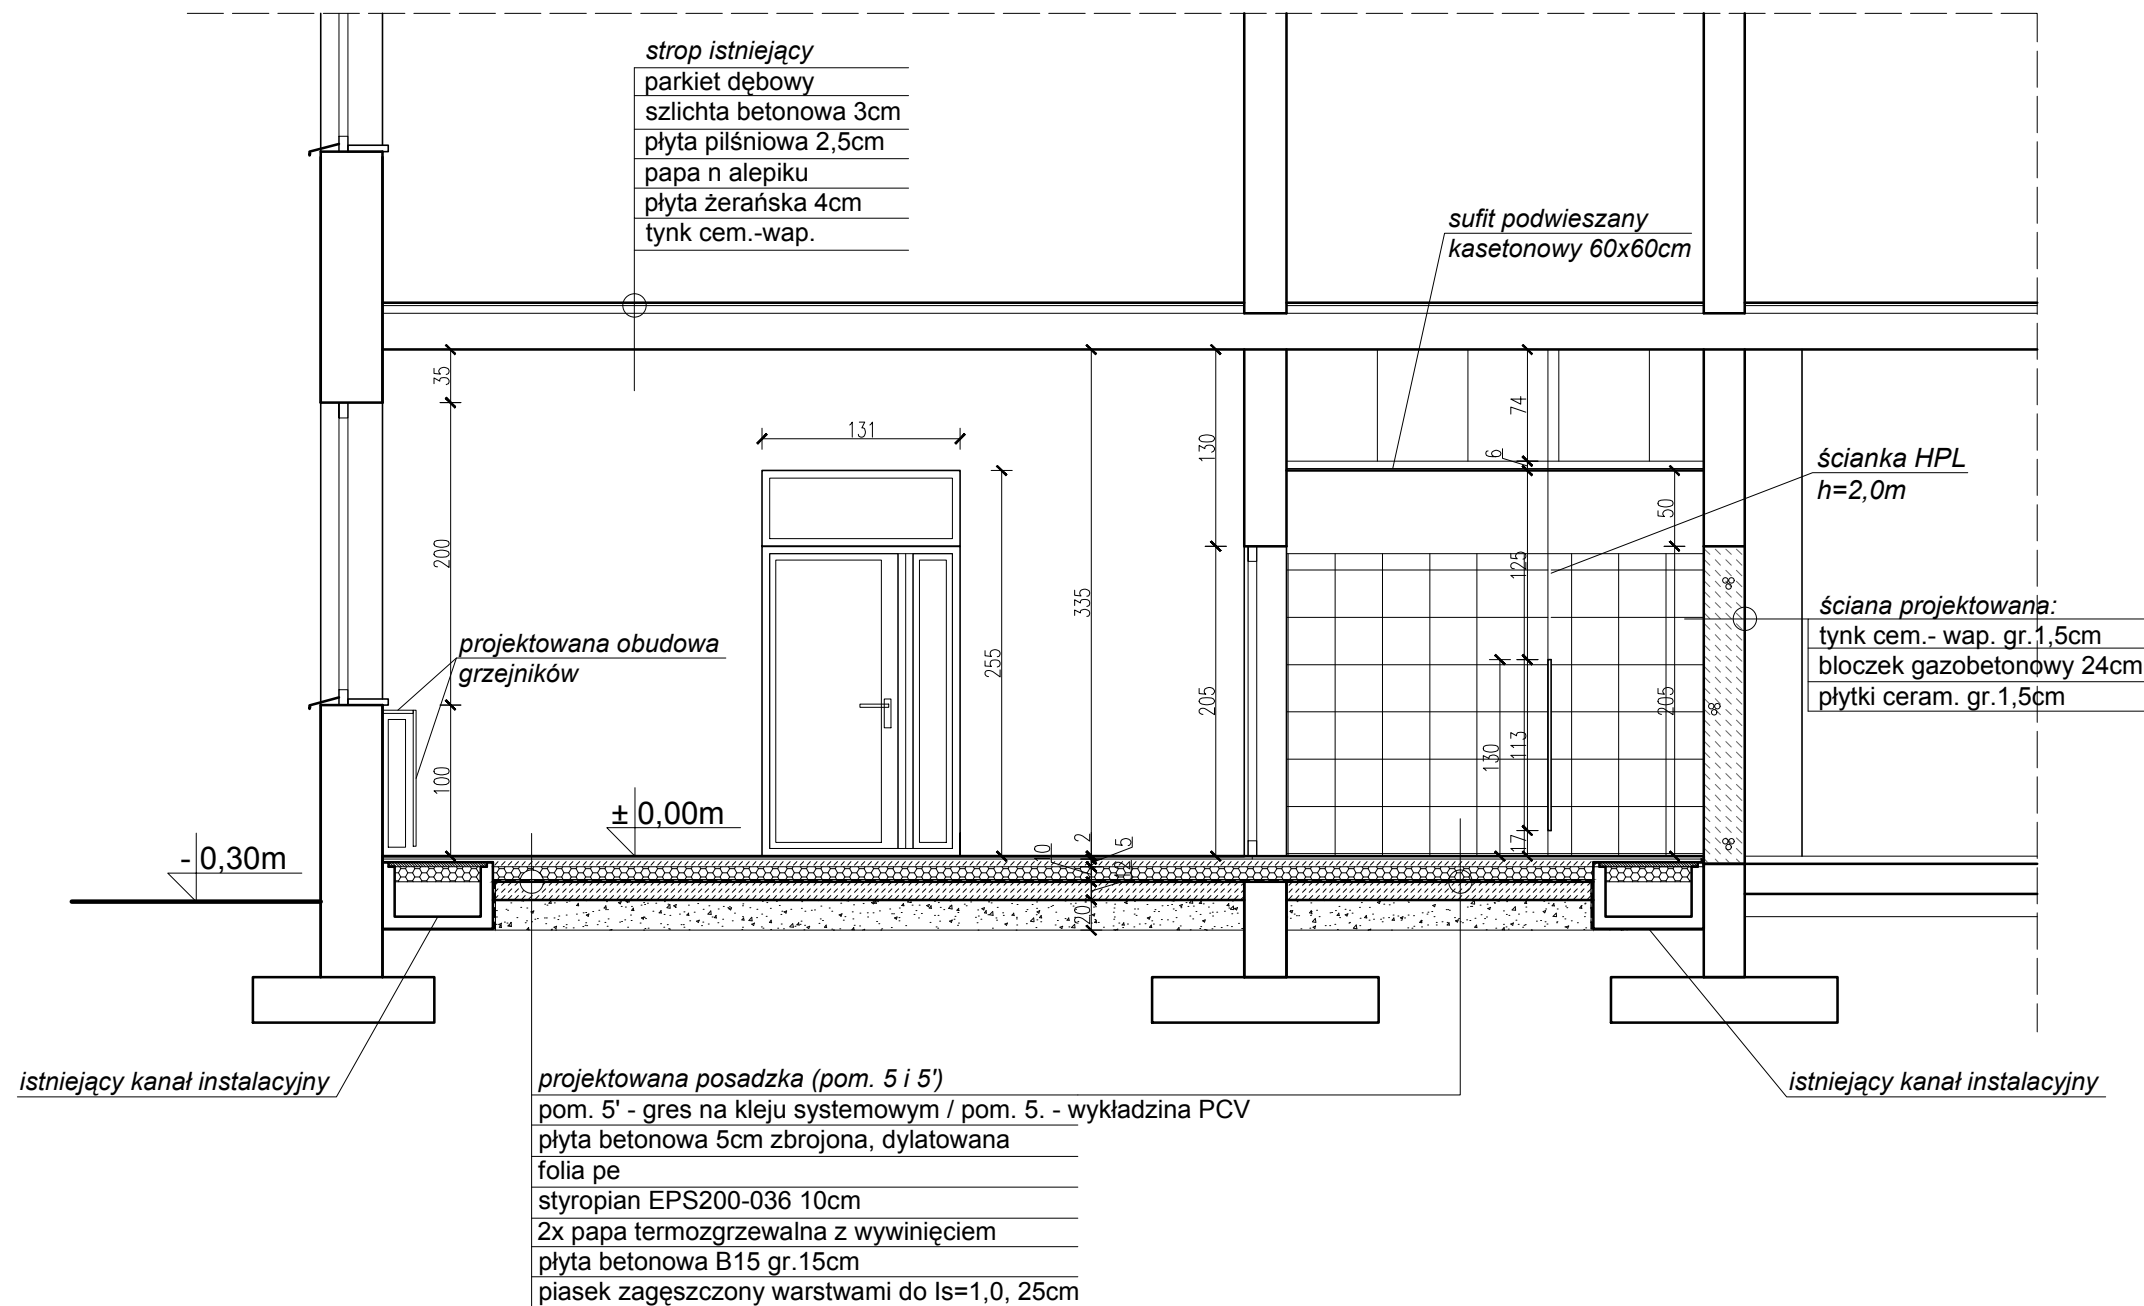 strop istniejący
parkiet dębowy
szlichta betonowa 3cm
płyta pilśniowa 2,5cm
papa n alepiku
płyta żerańska 4cm
tynk cem.-wap.
sufit podwieszany
kasetonowy 60x60cm
35
200
100
131
255
335
130
205
74
6
125
130
113
17
50
205
ścianka HPL
h=2,0m
ściana projektowana:
tynk cem.- wap. gr.1,5cm
bloczek gazobetonowy 24cm
płytki ceram. gr.1,5cm
projektowana obudowa
grzejników
± 0,00m
- 0,30m
2
5
10
12
20
istniejący kanał instalacyjny
istniejący kanał instalacyjny
projektowana posadzka (pom. 5 i 5')
pom. 5' - gres na kleju systemowym / pom. 5. - wykładzina PCV
płyta betonowa 5cm zbrojona, dylatowana
folia pe
styropian EPS200-036 10cm
2x papa termozgrzewalna z wywinięciem
płyta betonowa B15 gr.15cm
piasek zagęszczony warstwami do Is=1,0, 25cm